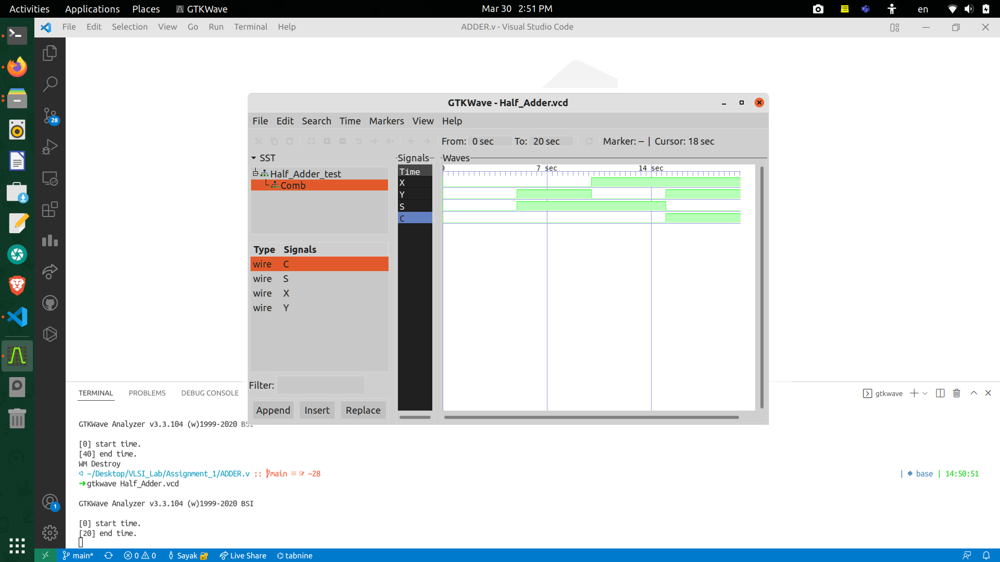 Activities Applications Places GTKWave Mar 30 2:51 PM en
File Edit Selection View Go Run Terminal Help ADDER.v - Visual Studio Code
28
GTKWave - Half_Adder.vcd
File Edit Search Time Markers View Help
From: 0 sec To: 20 sec Marker: -- | Cursor: 18 sec
SST
Half_Adder_test
Comb
Type Signals
wire C
wire S
wire X
wire Y
Filter:
Append Insert Replace
Signals
Time
X
Y
S
C
Waves
0 7 sec 14 sec
TERMINAL PROBLEMS DEBUG CONSOLE gtkwave
GTKWave Analyzer v3.3.104 (w)1999-2020 BSI
[0] start time.
[40] end time.
WM Destroy
~/Desktop/VLSI_Lab/Assignment_1/ADDER.v :: main ≡ ~28 | base | 14:50:51
➜ gtkwave Half_Adder.vcd
GTKWave Analyzer v3.3.104 (w)1999-2020 BSI
[0] start time.
[20] end time.
1
main* 0 0 Sayak Live Share tabnine